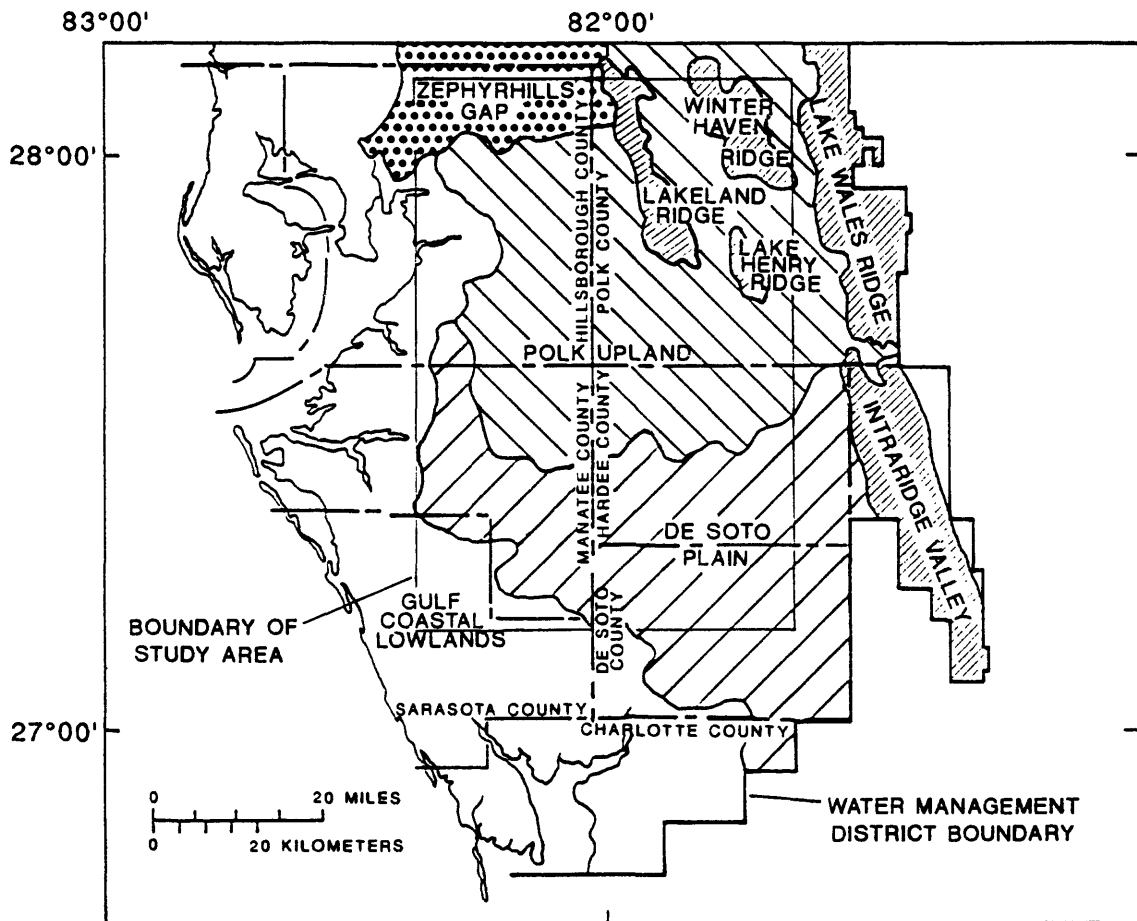 83°00'
82°00'
28°00'
27°00'
ZEPHYRHILLS
GAP
WINTER
HAVEN
RIDGE
LAKE WALES RIDGE
LAKELAND
RIDGE
LAKE
HENRY
RIDGE
HILLSBOROUGH COUNTY
POLK COUNTY
POLK UPLAND
MANATEE COUNTY
HARDEE COUNTY
INTRARIDGE VALLEY
DE SOTO
PLAIN
GULF
COASTAL
LOWLANDS
DE SOTO
COUNTY
BOUNDARY OF
STUDY AREA
SARASOTA COUNTY
CHARLOTTE COUNTY
0 20 MILES
0 20 KILOMETERS
WATER MANAGEMENT
DISTRICT BOUNDARY